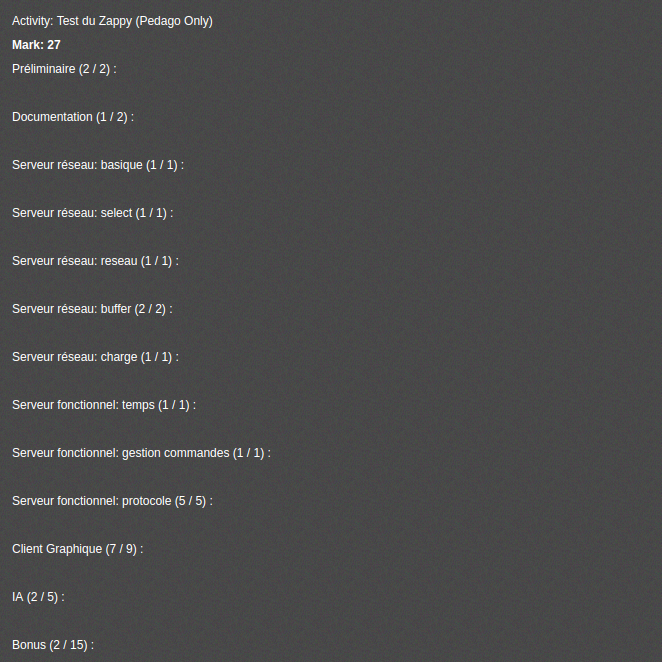 Activity: Test du Zappy (Pedago Only)
Mark: 27
Préliminaire (2 / 2) :
Documentation (1 / 2) :
Serveur réseau: basique (1 / 1) :
Serveur réseau: select (1 / 1) :
Serveur réseau: reseau (1 / 1) :
Serveur réseau: buffer (2 / 2) :
Serveur réseau: charge (1 / 1) :
Serveur fonctionnel: temps (1 / 1) :
Serveur fonctionnel: gestion commandes (1 / 1) :
Serveur fonctionnel: protocole (5 / 5) :
Client Graphique (7 / 9) :
IA (2 / 5) :
Bonus (2 / 15) :